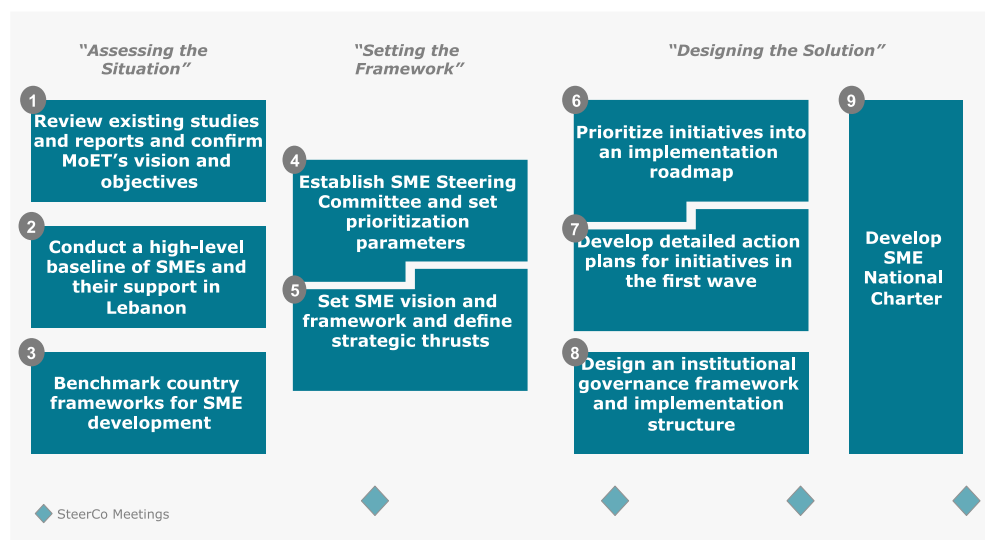 “Assessing the
Situation”
1
Review existing studies
and reports and confirm
MoET’s vision and
objectives
2
Conduct a high-level
baseline of SMEs and
their support in
Lebanon
3
Benchmark country
frameworks for SME
development
“Setting the
Framework”
4
Establish SME Steering
Committee and set
prioritization
parameters
5
Set SME vision and
framework and define
strategic thrusts
“Designing the Solution”
6
Prioritize initiatives into
an implementation
roadmap
7
Develop detailed action
plans for initiatives in
the first wave
8
Design an institutional
governance framework
and implementation
structure
9
Develop
SME
National
Charter
SteerCo Meetings